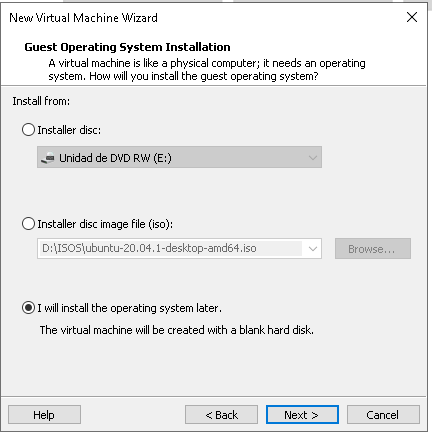 New Virtual Machine Wizard
Guest Operating System Installation
A virtual machine is like a physical computer; it needs an operating
system. How will you install the guest operating system?
Install from:
Installer disc:
Unidad de DVD RW (E:)
Installer disc image file (iso):
D:\ISOS\ubuntu-20.04.1-desktop-amd64.iso
Browse...
I will install the operating system later.
The virtual machine will be created with a blank hard disk.
Help
< Back
Next >
Cancel